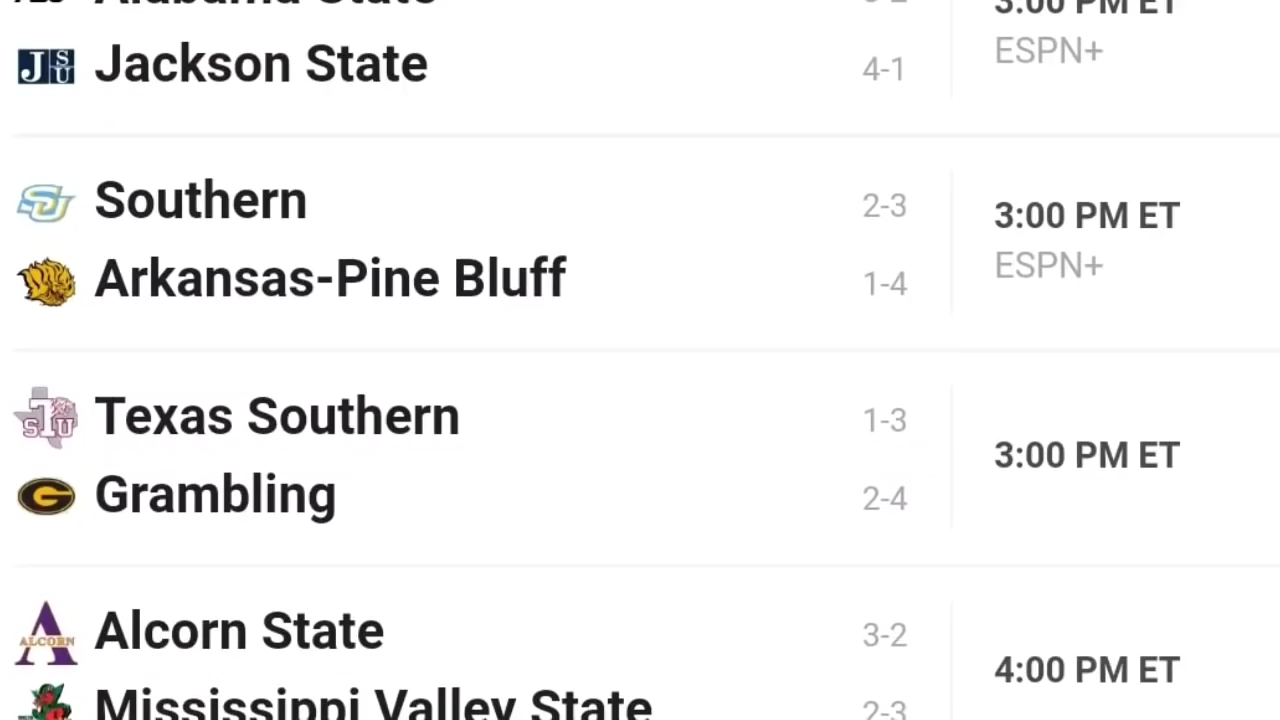 Alabama State
3:00 PM ET
Jackson State 4-1
ESPN+
Southern 2-3
3:00 PM ET
Arkansas-Pine Bluff 1-4
ESPN+
Texas Southern 1-3
3:00 PM ET
Grambling 2-4
Alcorn State 3-2
4:00 PM ET
Mississippi Valley State 2-3